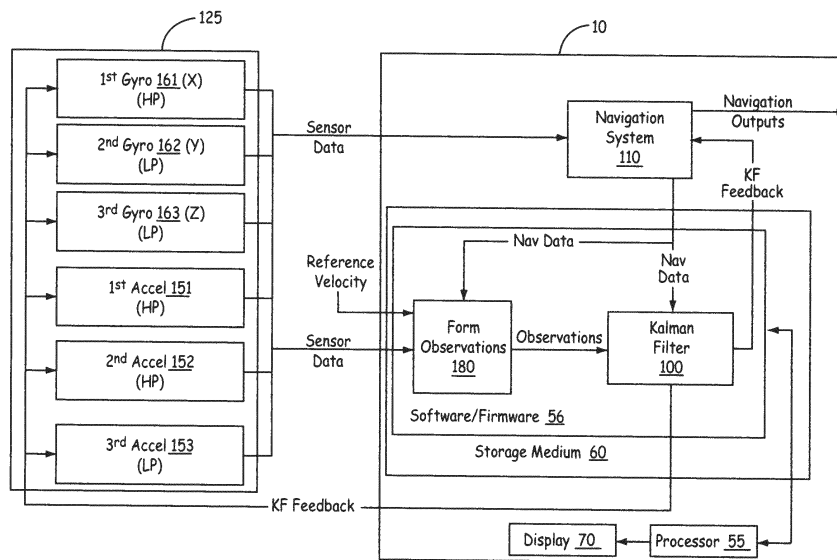 125
10
1st Gyro 161 (X)
(HP)
2nd Gyro 162 (Y)
(LP)
3rd Gyro 163 (Z)
(LP)
1st Accel 151
(HP)
2nd Accel 152
(HP)
3rd Accel 153
(LP)
Sensor
Data
Navigation
System
110
Navigation
Outputs
KF
Feedback
Nav Data
Nav
Data
Reference
Velocity
Sensor
Data
Form
Observations
180
Observations
Kalman
Filter
100
Software/Firmware 56
Storage Medium 60
KF Feedback
Display 70
Processor 55